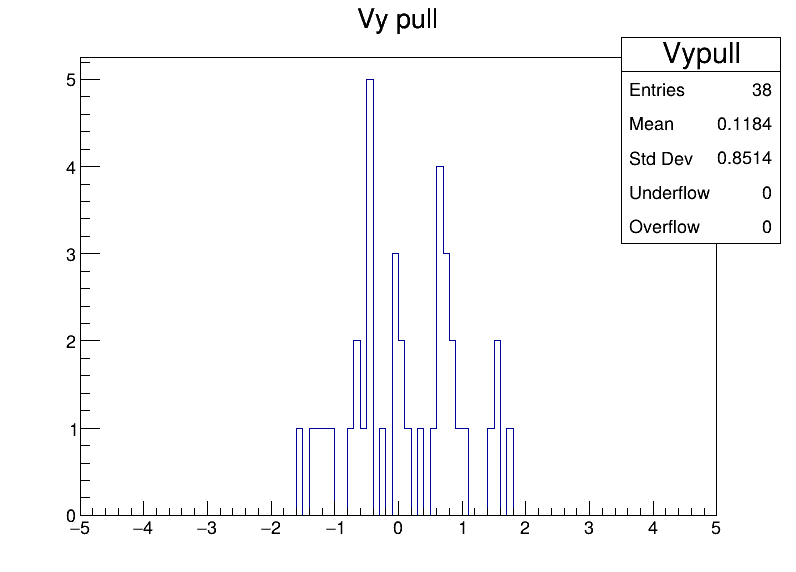 Vy pull
Vypull
Entries 38
Mean 0.1184
Std Dev 0.8514
Underflow 0
Overflow 0
5
4
3
2
1
0
−5 −4 −3 −2 −1 0 1 2 3 4 5